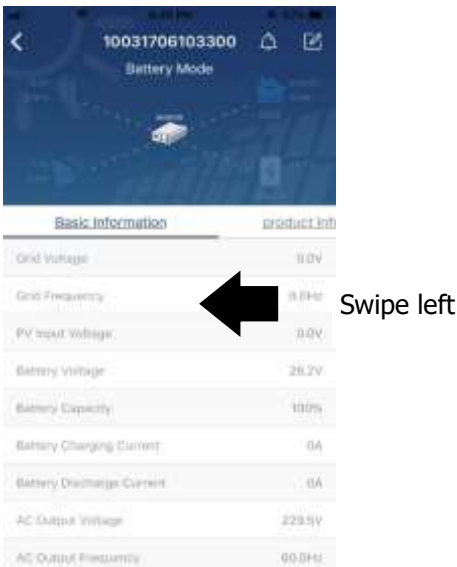 10031706103300
Battery Mode
Basic Information
product Inf
Grid Voltage 0.0V
Grid Frequency 0.0Hz
Swipe left
PV Input Voltage 0.0V
Battery Voltage 26.2V
Battery Capacity 100%
Battery Charging Current 0A
Battery Discharge Current 0A
AC Output Voltage 229.5V
AC Output Frequency 60.0Hz